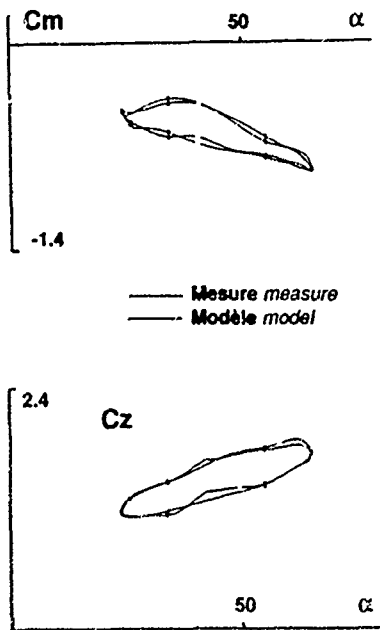 Cm 50 α
-1.4
Mesure measure
Modèle model
2.4
Cz
50 α